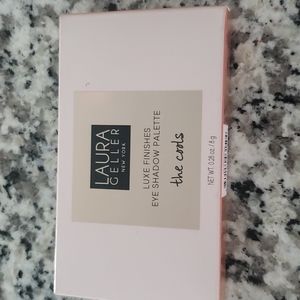 LAURA
GELLER
NEW YORK
LUXE FINISHES
EYE SHADOW PALETTE
the cools
NET WT. 0.28 oz / 8 g